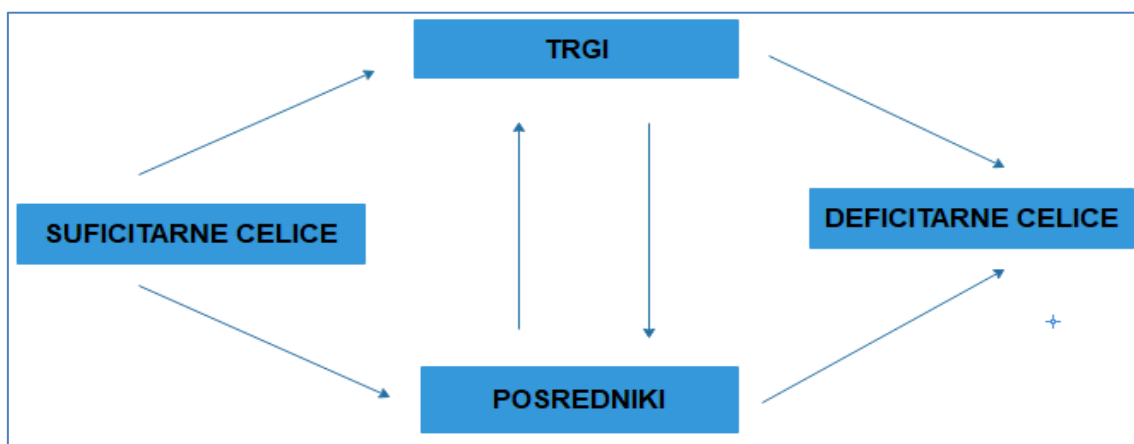 TRGI
SUFICITARNE CELICE
DEFICITARNE CELICE
POSREDNIKI